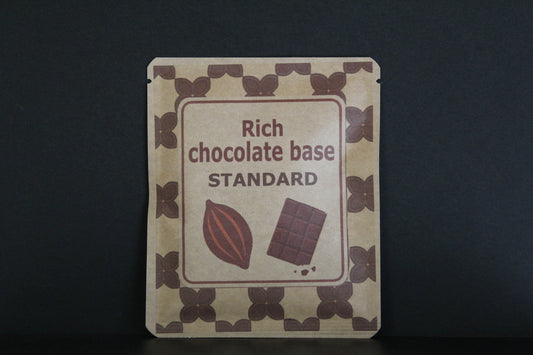 Rich
chocolate base
STANDARD